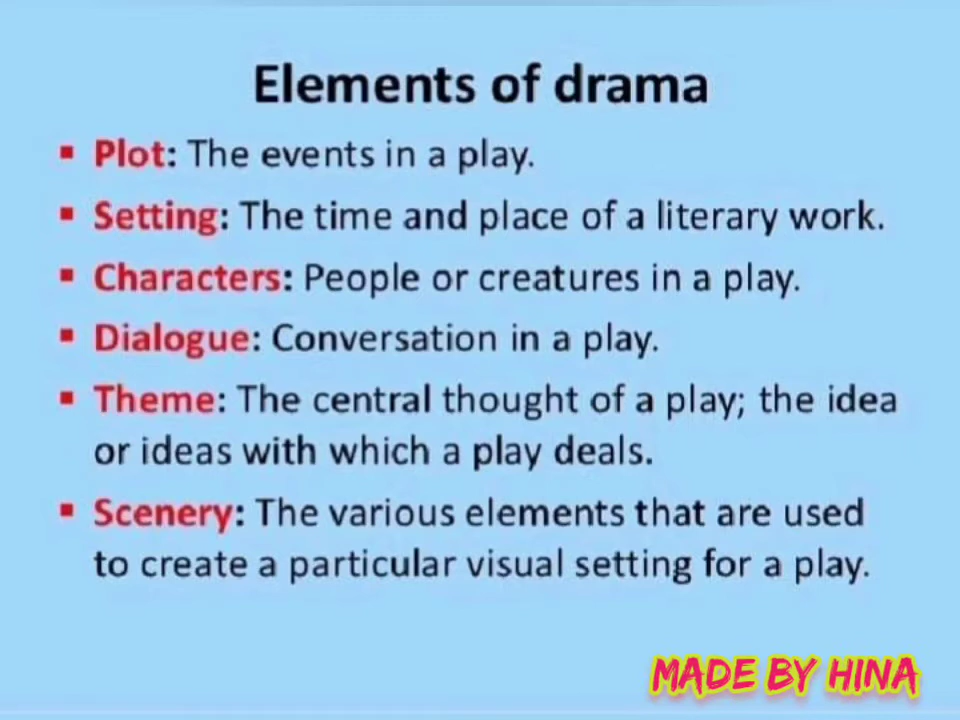 Elements of drama
▪ Plot: The events in a play.
▪ Setting: The time and place of a literary work.
▪ Characters: People or creatures in a play.
▪ Dialogue: Conversation in a play.
▪ Theme: The central thought of a play; the idea
or ideas with which a play deals.
▪ Scenery: The various elements that are used
to create a particular visual setting for a play.
MADE BY HINA